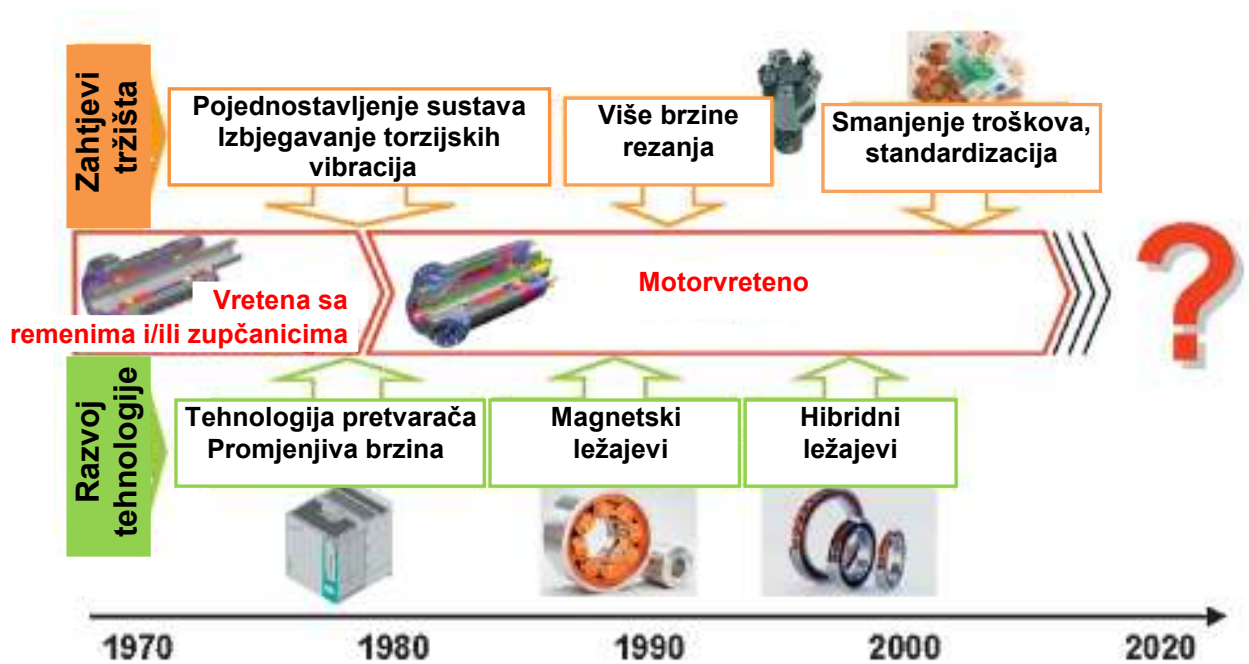 Zahtjevi
tržišta
Pojednostavljenje sustava
Izbjegavanje torzijskih
vibracija
Više brzine
rezanja
Smanjenje troškova,
standardizacija
Vretena sa
remenima i/ili zupčanicima
Motorvreteno
?
Razvoj
tehnologije
Tehnologija pretvarača
Promjenjiva brzina
Magnetski
ležajevi
Hibridni
ležajevi
1970 1980 1990 2000 2020